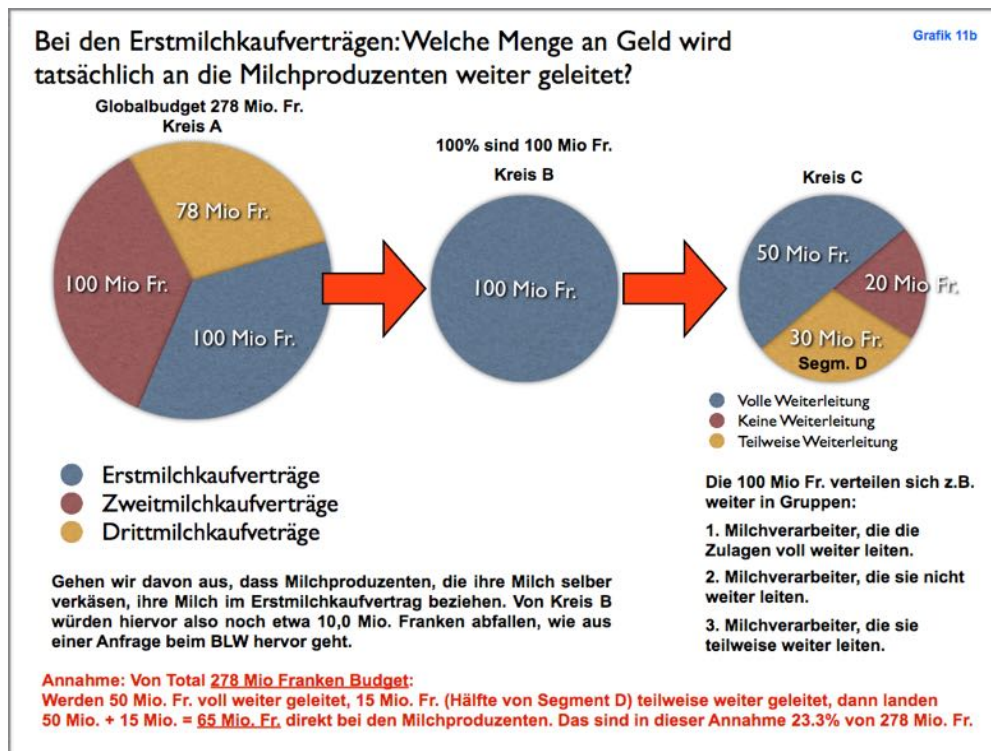 Bei den Erstmilchkaufverträgen: Welche Menge an Geld wird
tatsächlich an die Milchproduzenten weiter geleitet?
Grafik 11b
Globalbudget 278 Mio. Fr.
Kreis A
78 Mio Fr.
100 Mio Fr.
100 Mio Fr.
100% sind 100 Mio Fr.
Kreis B
100 Mio Fr.
Kreis C
50 Mio Fr.
20 Mio Fr.
30 Mio Fr.
Segm. D
Volle Weiterleitung
Keine Weiterleitung
Teilweise Weiterleitung
Erstmilchkaufverträge
Zweitmilchkaufverträge
Drittmilchkaufveträge
Die 100 Mio Fr. verteilen sich z.B.
weiter in Gruppen:
1. Milchverarbeiter, die die
Zulagen voll weiter leiten.
2. Milchverarbeiter, die sie nicht
weiter leiten.
3. Milchverarbeiter, die sie
teilweise weiter leiten.
Gehen wir davon aus, dass Milchproduzenten, die ihre Milch selber
verkäsen, ihre Milch im Erstmilchkaufvertrag beziehen. Von Kreis B
würden hiervor also noch etwa 10,0 Mio. Franken abfallen, wie aus
einer Anfrage beim BLW hervor geht.
Annahme: Von Total 278 Mio Franken Budget:
Werden 50 Mio. Fr. voll weiter geleitet, 15 Mio. Fr. (Hälfte von Segment D) teilweise weiter geleitet, dann landen
50 Mio. + 15 Mio. = 65 Mio. Fr. direkt bei den Milchproduzenten. Das sind in dieser Annahme 23.3% von 278 Mio. Fr.